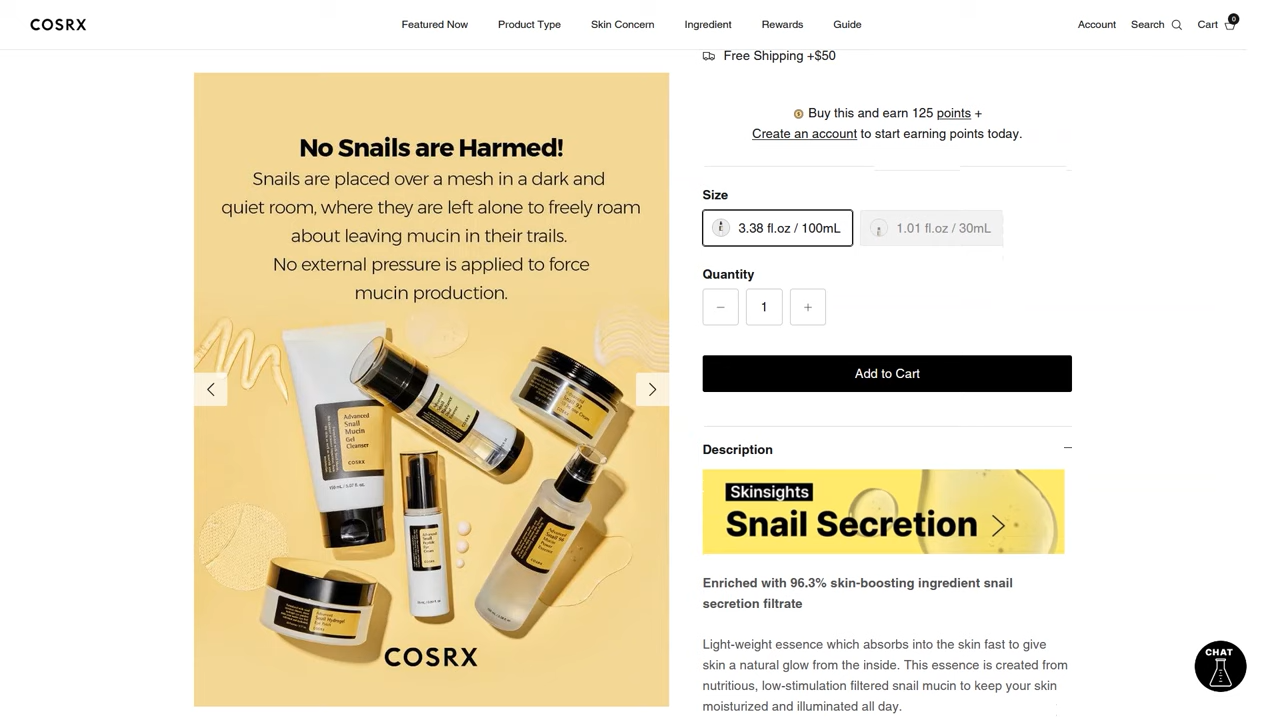 COSRX
Featured Now
Product Type
Skin Concern
Ingredient
Rewards
Guide
Account
Search
Cart
0
No Snails are Harmed!
Snails are placed over a mesh in a dark and
quiet room, where they are left alone to freely roam
about leaving mucin in their trails.
No external pressure is applied to force
mucin production.
Advanced
Snail
Mucin
Gel
Cleanser
COSRX
COSRX
Free Shipping +$50
Buy this and earn 125 points +
Create an account to start earning points today.
Size
3.38 fl.oz / 100mL
1.01 fl.oz / 30mL
Quantity
− 1 +
Add to Cart
Description
Skinsights
Snail Secretion
Enriched with 96.3% skin-boosting ingredient snail
secretion filtrate
Light-weight essence which absorbs into the skin fast to give
skin a natural glow from the inside. This essence is created from
nutritious, low-stimulation filtered snail mucin to keep your skin
moisturized and illuminated all day.
CHAT